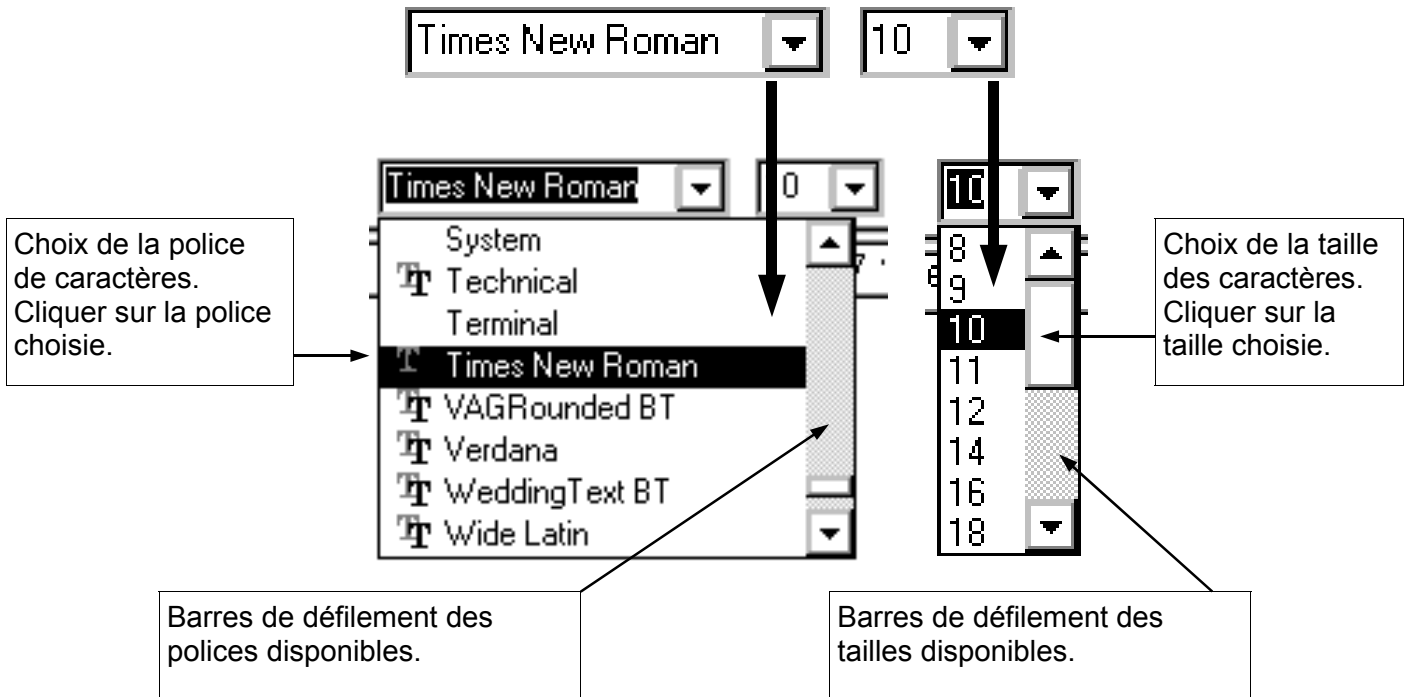 Times New Roman 10
Times New Roman 0 10
Choix de la police
de caractères.
Cliquer sur la police
choisie.
System
Technical
Terminal
Times New Roman
VAGRounded BT
Verdana
WeddingText BT
Wide Latin
7
8
9
10
11
12
14
16
18
Choix de la taille
des caractères.
Cliquer sur la
taille choisie.
Barres de défilement des
polices disponibles.
Barres de défilement des
tailles disponibles.